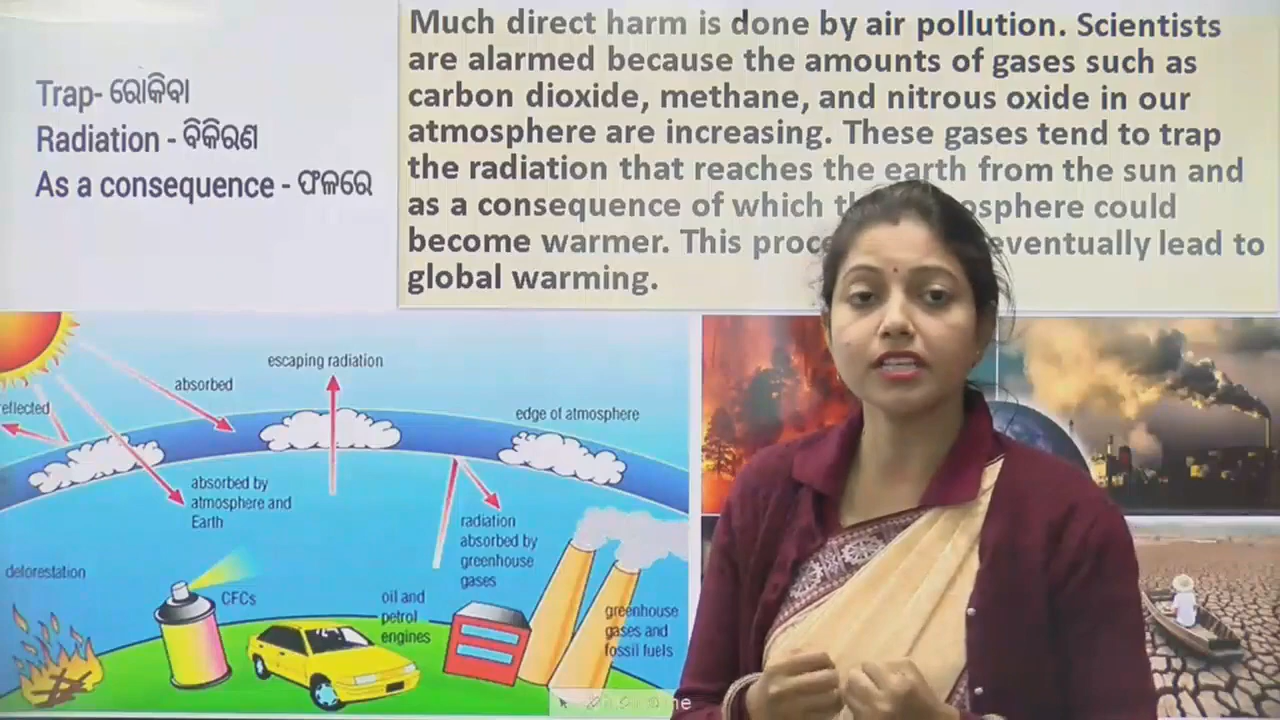 Trap- ରୋକିବା
Radiation - ବିକିରଣ
As a consequence - ଫଳରେ
Much direct harm is done by air pollution. Scientists
are alarmed because the amounts of gases such as
carbon dioxide, methane, and nitrous oxide in our
atmosphere are increasing. These gases tend to trap
the radiation that reaches the earth from the sun and
as a consequence of which could
become warmer. This eventually lead to
global warming.
escaping radiation
absorbed
edge of atmosphere
absorbed by
atmosphere and
Earth
radiation
absorbed by
greenhouse
gases
deforestation
CFCs
oil and
petrol
engines
greenhouse
gases and
fossil fuels